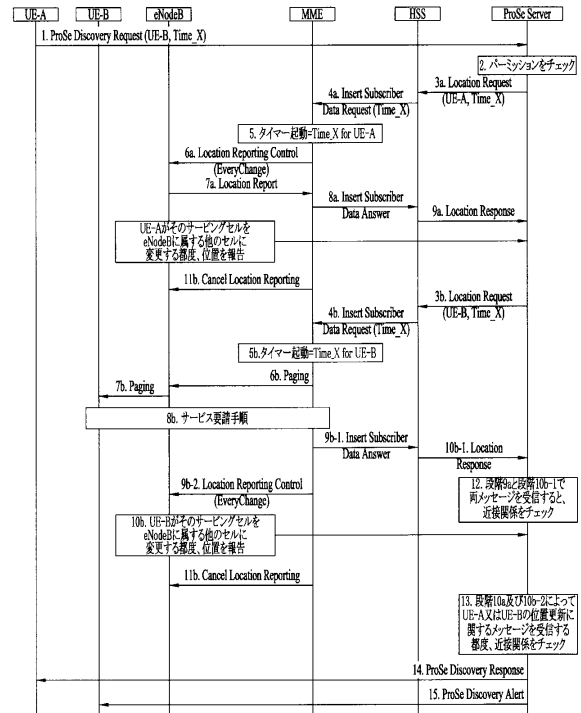 UE-A UE-B eNodeB MME HSS ProSe Server
1. ProSe Discovery Request (UE-B, Time_X)
2. パーミッションをチェック
3a. Location Request
(UE-A, Time_X)
4a. Insert Subscriber
Data Request (Time_X)
5. タイマー起動=Time_X for UE-A
6a. Location Reporting Control
(EveryChange)
7a. Location Report
8a. Insert Subscriber
Data Answer
9a. Location Response
UE-Aがそのサービングセルを
eNodeBに属する他のセルに
変更する都度、位置を報告
11b. Cancel Location Reporting
3b. Location Request
(UE-B, Time_X)
4b. Insert Subscriber
Data Request (Time_X)
5b.タイマー起動=Time_X for UE-B
6b. Paging
7b. Paging
8b. サービス要請手順
9b-1. Insert Subscriber
Data Answer
10b-1. Location
Response
9b-2. Location Reporting Control
(EveryChange)
12. 段階9aと段階10b-1で
両メッセージを受信すると、
近接関係をチェック
10b. UE-Bがそのサービングセルを
eNodeBに属する他のセルに
変更する都度、位置を報告
11b. Cancel Location Reporting
13. 段階10a及び10b-2によって
UE-A又はUE-Bの位置更新に
関するメッセージを受信する
都度、近接関係をチェック
14. ProSe Discovery Response
15. ProSe Discovery Alert